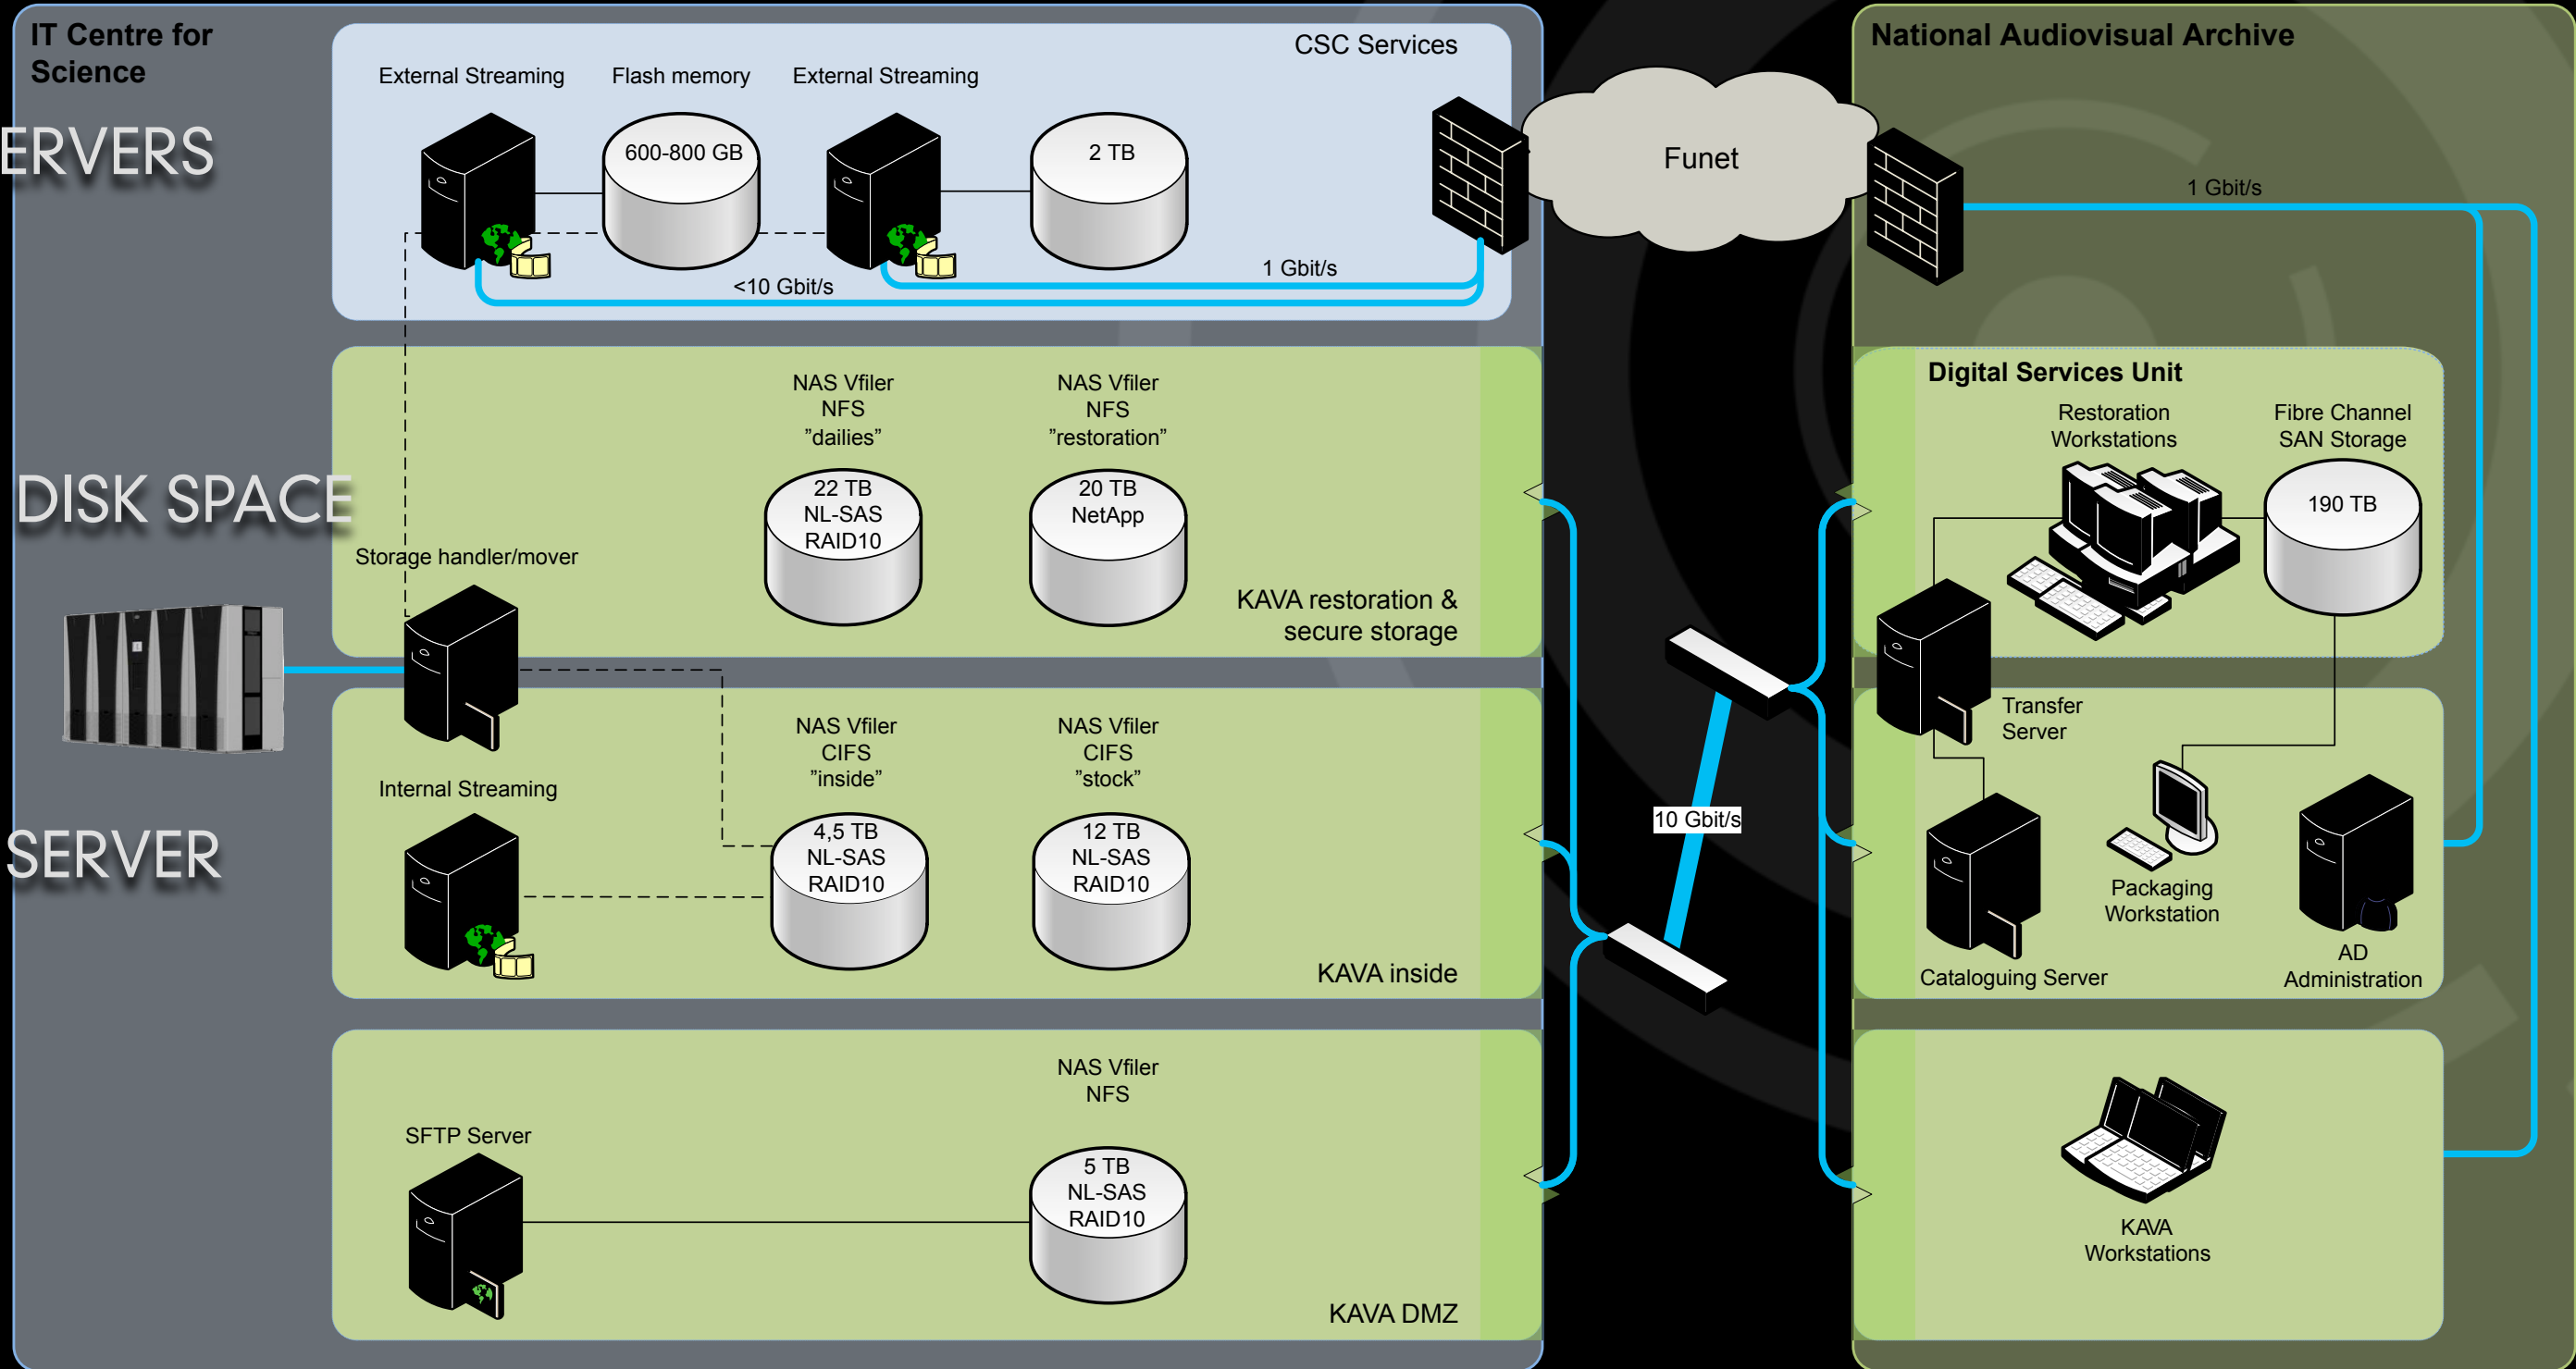 IT Centre for
Science
CSC Services
External Streaming
Flash memory
External Streaming
600-800 GB
2 TB
<10 Gbit/s
1 Gbit/s
ERVERS
Funet
National Audiovisual Archive
1 Gbit/s
NAS Vfiler
NFS
”dailies”
22 TB
NL-SAS
RAID10
NAS Vfiler
NFS
”restoration”
20 TB
NetApp
DISK SPACE
Storage handler/mover
KAVA restoration &
secure storage
Digital Services Unit
Restoration
Workstations
Fibre Channel
SAN Storage
190 TB
Transfer
Server
NAS Vfiler
CIFS
”inside”
4,5 TB
NL-SAS
RAID10
NAS Vfiler
CIFS
”stock”
12 TB
NL-SAS
RAID10
Internal Streaming
SERVER
KAVA inside
10 Gbit/s
Cataloguing Server
Packaging
Workstation
AD
Administration
NAS Vfiler
NFS
5 TB
NL-SAS
RAID10
SFTP Server
KAVA DMZ
KAVA
Workstations